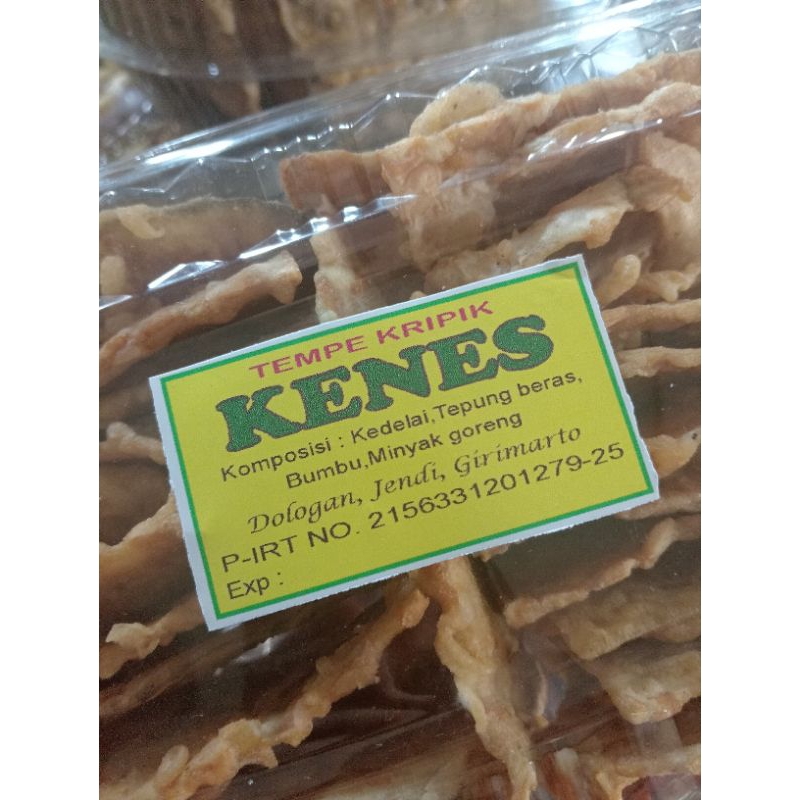 TEMPE KRIPIK
KENES
Komposisi : Kedelai,Tepung beras,
Bumbu,Minyak goreng
Dologan, Jendi, Girimarto
P-IRT NO. 2156331201279-25
Exp :